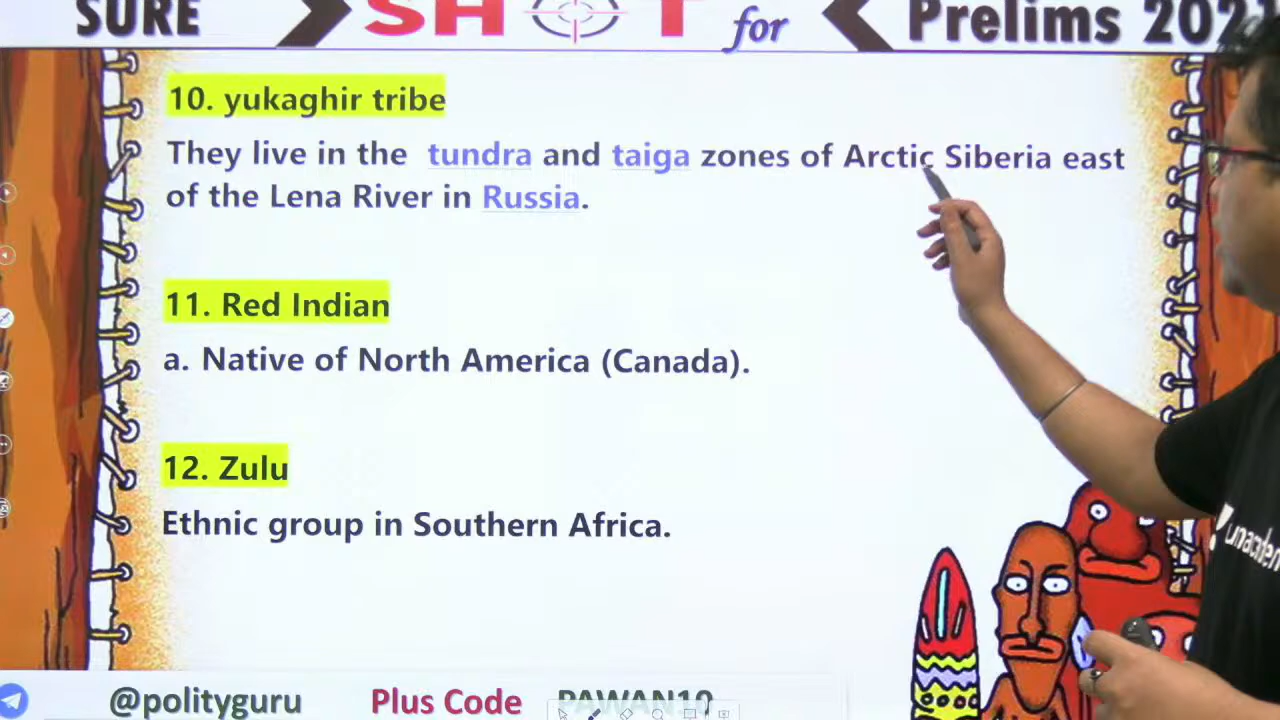 SURE SHOT for Prelims 202
10. yukaghir tribe
They live in the tundra and taiga zones of Arctic Siberia east
of the Lena River in Russia.
11. Red Indian
a. Native of North America (Canada).
12. Zulu
Ethnic group in Southern Africa.
@polityguru Plus Code PAWAN10